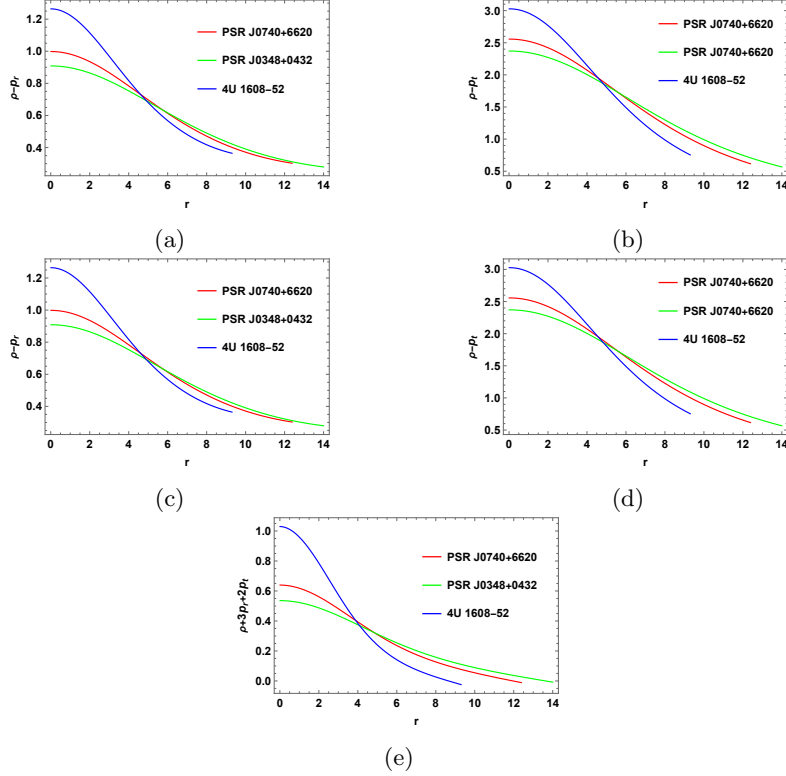 1.2
1.0
0.8
0.6
0.4
ρ-p_r
PSR J0740+6620
PSR J0348+0432
4U 1608-52
0 2 4 6 8 10 12 14
r
(a)
3.0
2.5
2.0
1.5
1.0
0.5
ρ-p_t
PSR J0740+6620
PSR J0740+6620
4U 1608-52
0 2 4 6 8 10 12 14
r
(b)
1.2
1.0
0.8
0.6
0.4
ρ-p_r
PSR J0740+6620
PSR J0348+0432
4U 1608-52
0 2 4 6 8 10 12 14
r
(c)
3.0
2.5
2.0
1.5
1.0
0.5
ρ-p_t
PSR J0740+6620
PSR J0740+6620
4U 1608-52
0 2 4 6 8 10 12 14
r
(d)
1.0
0.8
0.6
0.4
0.2
0.0
ρ+3p_r+2p_t
PSR J0740+6620
PSR J0348+0432
4U 1608-52
0 2 4 6 8 10 12 14
r
(e)